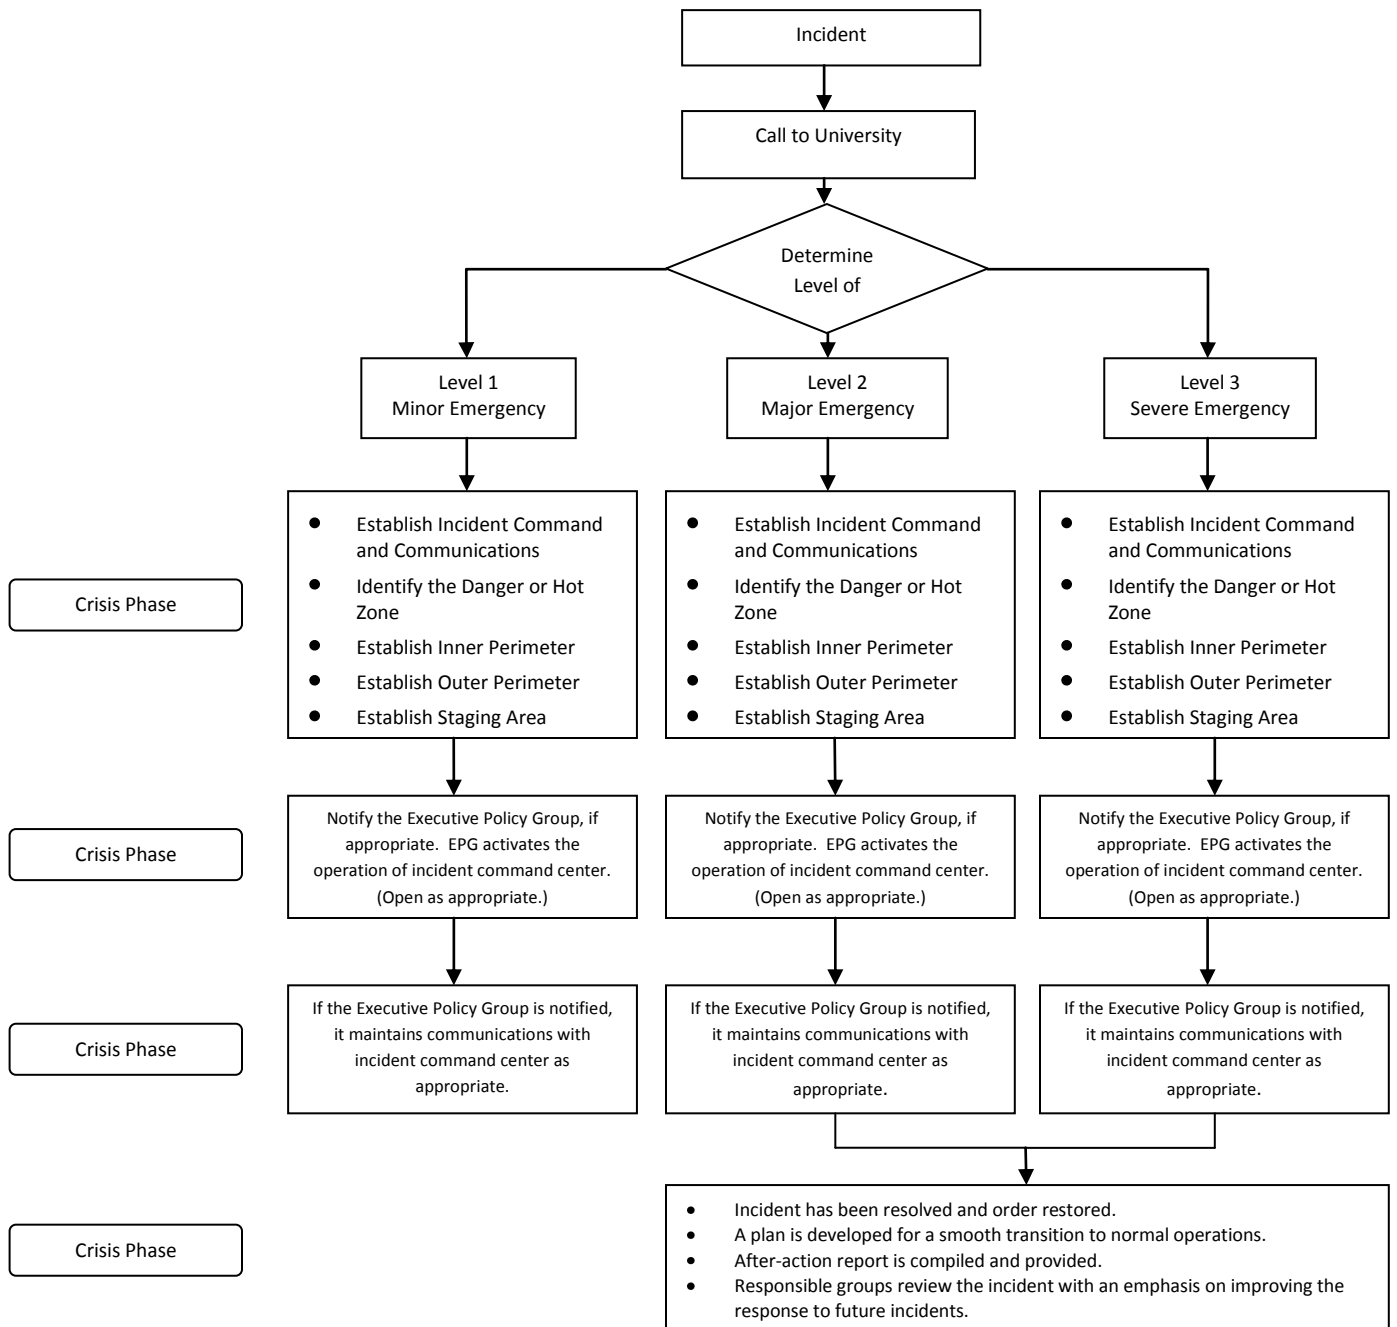 Incident
Call to University
Determine
Level of
Level 1
Minor Emergency
Level 2
Major Emergency
Level 3
Severe Emergency
Crisis Phase
● Establish Incident Command
and Communications
● Identify the Danger or Hot
Zone
● Establish Inner Perimeter
● Establish Outer Perimeter
● Establish Staging Area
● Establish Incident Command
and Communications
● Identify the Danger or Hot
Zone
● Establish Inner Perimeter
● Establish Outer Perimeter
● Establish Staging Area
● Establish Incident Command
and Communications
● Identify the Danger or Hot
Zone
● Establish Inner Perimeter
● Establish Outer Perimeter
● Establish Staging Area
Crisis Phase
Notify the Executive Policy Group, if
appropriate. EPG activates the
operation of incident command center.
(Open as appropriate.)
Notify the Executive Policy Group, if
appropriate. EPG activates the
operation of incident command center.
(Open as appropriate.)
Notify the Executive Policy Group, if
appropriate. EPG activates the
operation of incident command center.
(Open as appropriate.)
Crisis Phase
If the Executive Policy Group is notified,
it maintains communications with
incident command center as
appropriate.
If the Executive Policy Group is notified,
it maintains communications with
incident command center as
appropriate.
If the Executive Policy Group is notified,
it maintains communications with
incident command center as
appropriate.
Crisis Phase
• Incident has been resolved and order restored.
• A plan is developed for a smooth transition to normal operations.
• After-action report is compiled and provided.
• Responsible groups review the incident with an emphasis on improving the
response to future incidents.